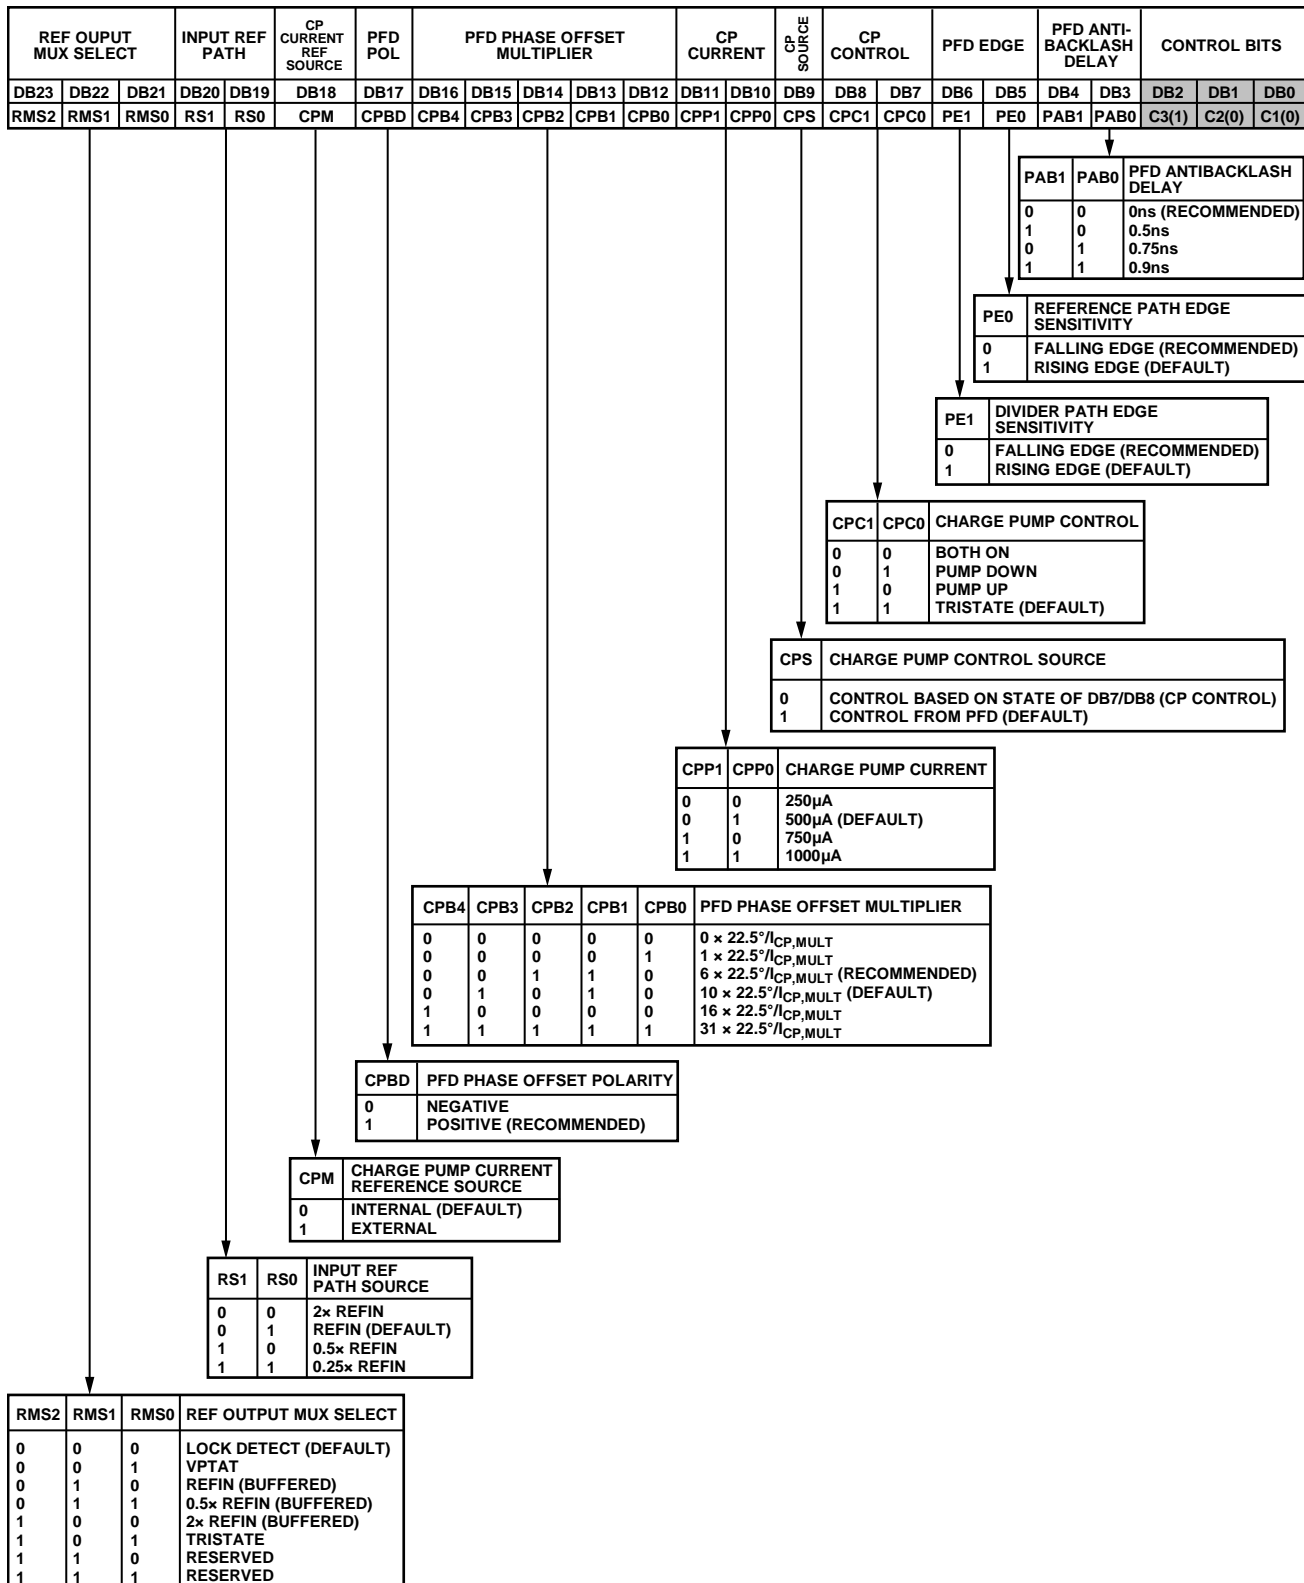 REF OUPUT MUX SELECT	INPUT REF PATH	CP CURRENT REF SOURCE	PFD POL	PFD PHASE OFFSET MULTIPLIER	CP CURRENT	CP SOURCE	CP CONTROL	PFD EDGE	PFD ANTI-BACKLASH DELAY	CONTROL BITS
DB23 DB22 DB21 DB20 DB19 DB18 DB17 DB16 DB15 DB14 DB13 DB12 DB11 DB10 DB9 DB8 DB7 DB6 DB5 DB4 DB3 DB2 DB1 DB0
RMS2 RMS1 RMS0 RS1 RS0 CPM CPBD CPB4 CPB3 CPB2 CPB1 CPB0 CPP1 CPP0 CPS CPC1 CPC0 PE1 PE0 PAB1 PAB0 C3(1) C2(0) C1(0)
PAB1 PAB0 PFD ANTIBACKLASH DELAY
0 0 0ns (RECOMMENDED)
1 0 0.5ns
0 1 0.75ns
1 1 0.9ns
PE0 REFERENCE PATH EDGE SENSITIVITY
0 FALLING EDGE (RECOMMENDED)
1 RISING EDGE (DEFAULT)
PE1 DIVIDER PATH EDGE SENSITIVITY
0 FALLING EDGE (RECOMMENDED)
1 RISING EDGE (DEFAULT)
CPC1 CPC0 CHARGE PUMP CONTROL
0 0 BOTH ON
0 1 PUMP DOWN
1 0 PUMP UP
1 1 TRISTATE (DEFAULT)
CPS CHARGE PUMP CONTROL SOURCE
0 CONTROL BASED ON STATE OF DB7/DB8 (CP CONTROL)
1 CONTROL FROM PFD (DEFAULT)
CPP1 CPP0 CHARGE PUMP CURRENT
0 0 250µA
0 1 500µA (DEFAULT)
1 0 750µA
1 1 1000µA
CPB4 CPB3 CPB2 CPB1 CPB0 PFD PHASE OFFSET MULTIPLIER
0 0 0 0 0 0 × 22.5°/ICP,MULT
0 0 0 0 1 1 × 22.5°/ICP,MULT
0 0 1 1 0 6 × 22.5°/ICP,MULT (RECOMMENDED)
0 1 0 1 0 10 × 22.5°/ICP,MULT (DEFAULT)
1 0 0 0 0 16 × 22.5°/ICP,MULT
1 1 1 1 1 31 × 22.5°/ICP,MULT
CPBD PFD PHASE OFFSET POLARITY
0 NEGATIVE
1 POSITIVE (RECOMMENDED)
CPM CHARGE PUMP CURRENT REFERENCE SOURCE
0 INTERNAL (DEFAULT)
1 EXTERNAL
RS1 RS0 INPUT REF PATH SOURCE
0 0 2× REFIN
0 1 REFIN (DEFAULT)
1 0 0.5× REFIN
1 1 0.25× REFIN
RMS2 RMS1 RMS0 REF OUTPUT MUX SELECT
0 0 0 LOCK DETECT (DEFAULT)
0 0 1 VPTAT
0 1 0 REFIN (BUFFERED)
0 1 1 0.5× REFIN (BUFFERED)
1 0 0 2× REFIN (BUFFERED)
1 0 1 TRISTATE
1 1 0 RESERVED
1 1 1 RESERVED